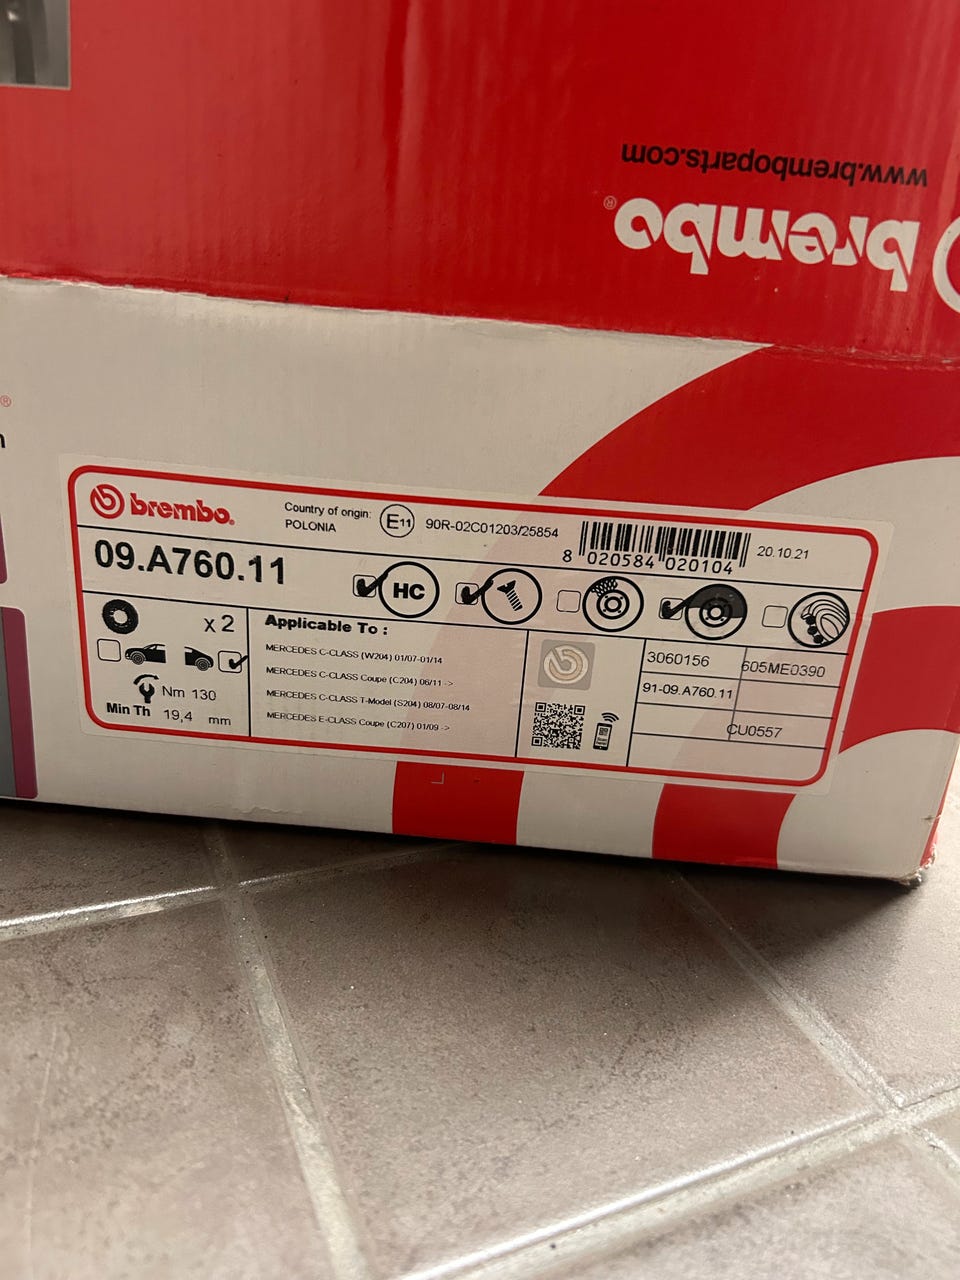 www.bremboparts.com
brembo®
®
brembo.
Country of origin:
POLONIA
E11
90R-02C01203/25854
8 020584 020104
20.10.21
09.A760.11
HC
x 2
Applicable To :
MERCEDES C-CLASS (W204) 01/07-01/14
MERCEDES C-CLASS Coupe (C204) 06/11 ->
MERCEDES C-CLASS T-Model (S204) 08/07-08/14
MERCEDES E-CLASS Coupe (C207) 01/09 ->
Nm 130
Min Th 19,4 mm
3060156
605ME0390
91-09.A760.11
CU0557